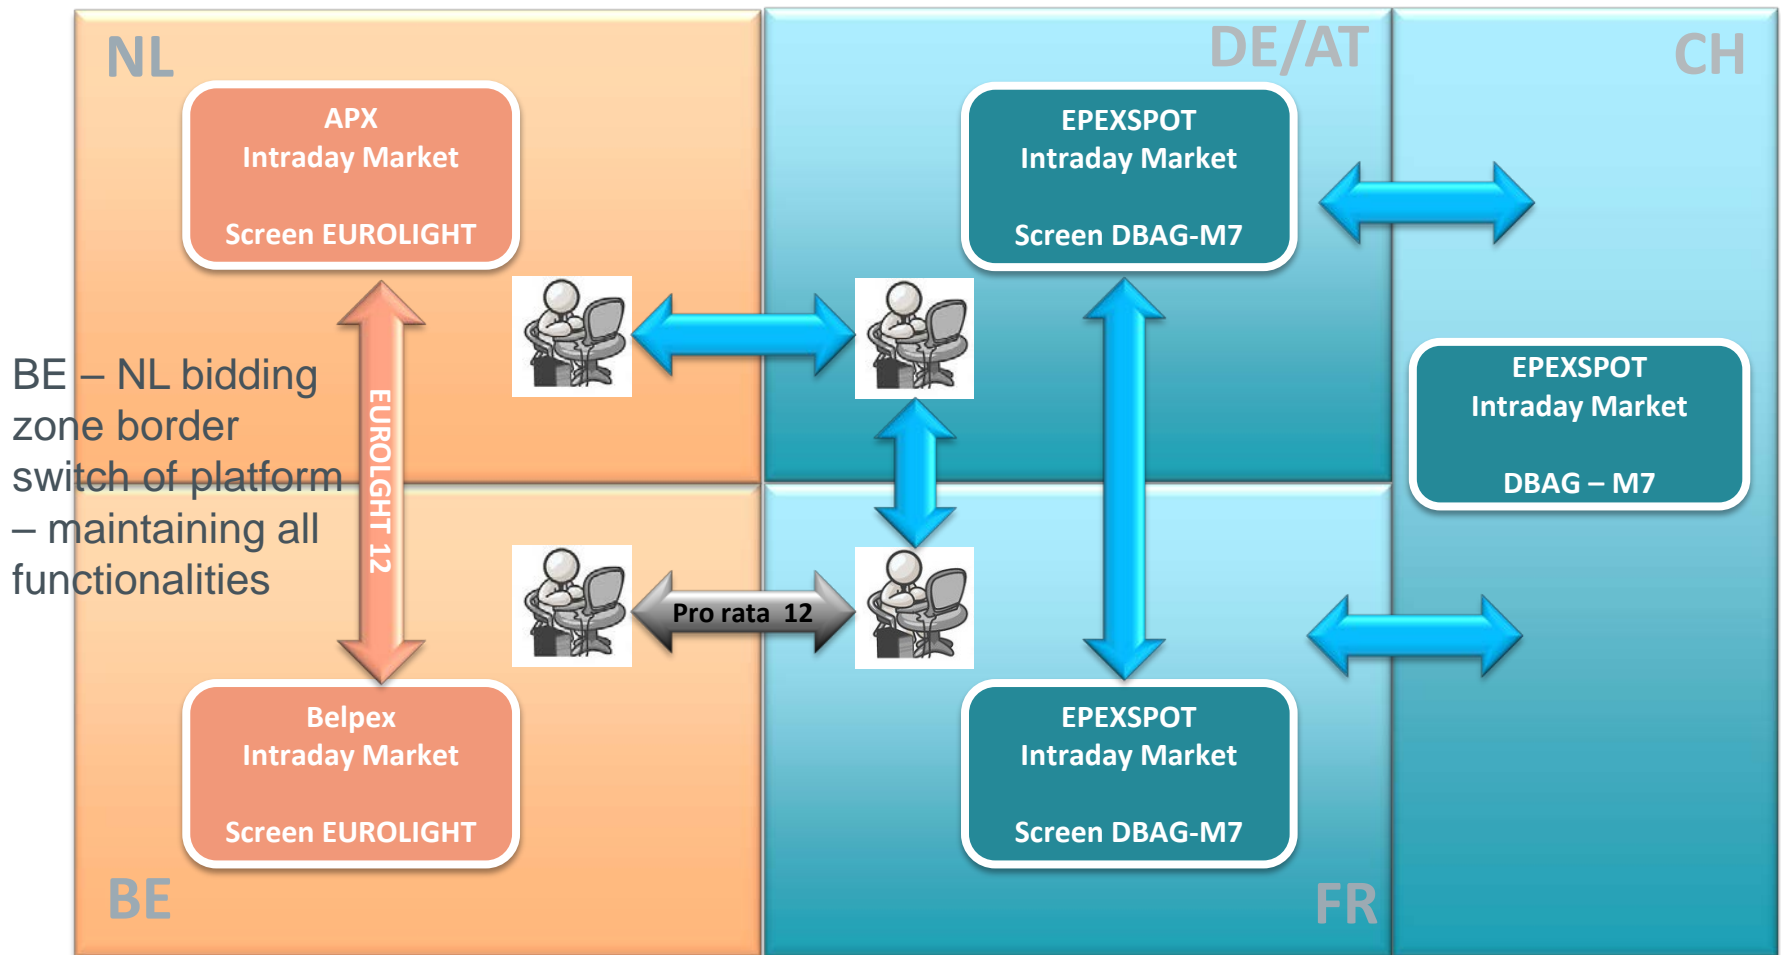 NL
DE/AT
CH
APX
Intraday Market
Screen EUROLIGHT
EPEXSPOT
Intraday Market
Screen DBAG-M7
EPEXSPOT
Intraday Market
DBAG – M7
BE – NL bidding
zone border
switch of platform
– maintaining all
functionalities
EUROLGHT 12
Pro rata 12
Belpex
Intraday Market
Screen EUROLIGHT
EPEXSPOT
Intraday Market
Screen DBAG-M7
BE
FR